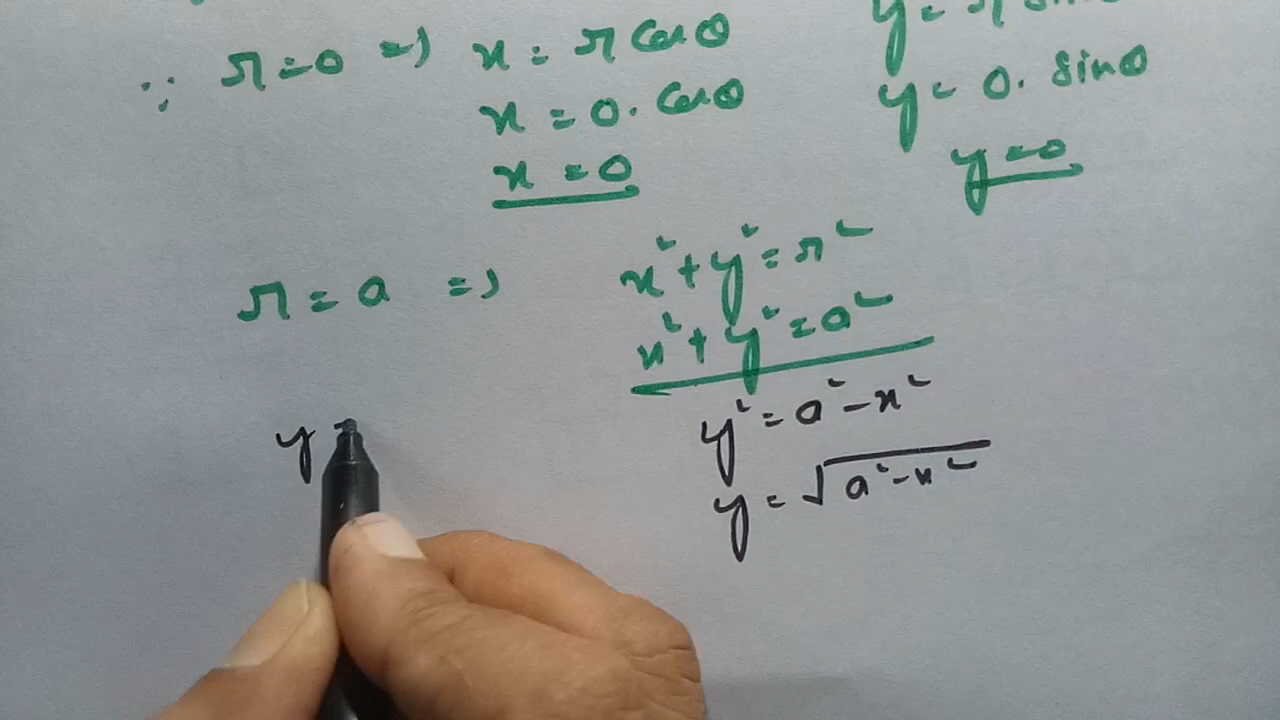 ∵ r=0 => x = r cosθ
y = r sin
x = 0. cosθ
y = 0. sinθ
x = 0
y = 0
r = a => x²+y²=r²
x²+y²=a²
y²=a²-x²
y = √a²-x²
y =